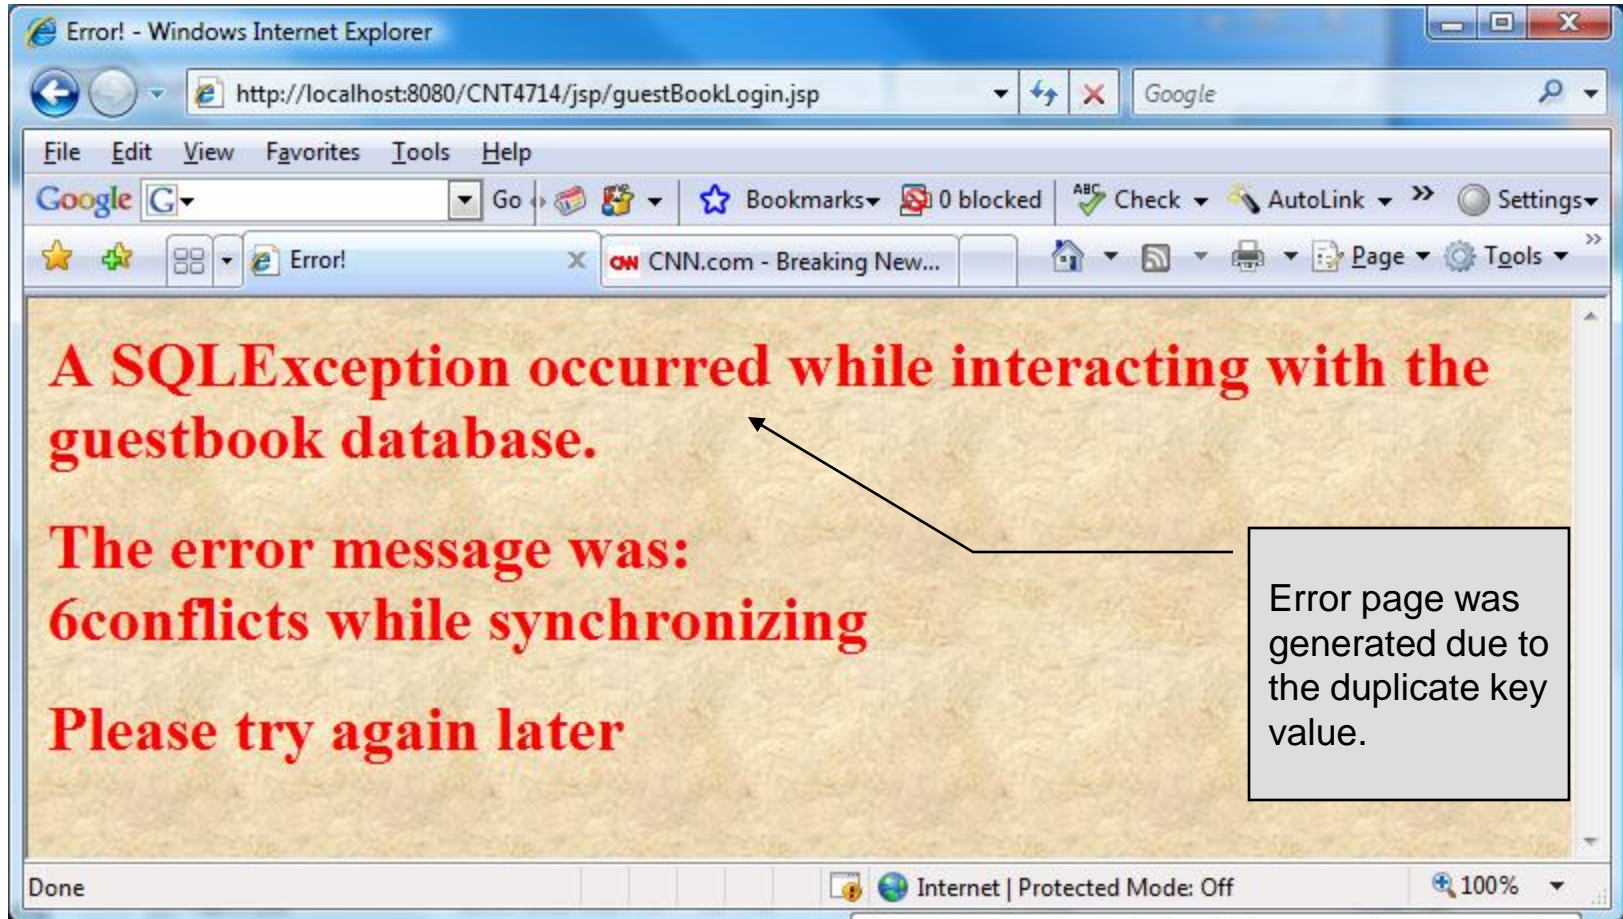 Error! - Windows Internet Explorer
http://localhost:8080/CNT4714/jsp/guestBookLogin.jsp
Google
File Edit View Favorites Tools Help
Google G Go Bookmarks 0 blocked ABC Check AutoLink » Settings
Error! CNN CNN.com - Breaking New... Page Tools »
A SQLException occurred while interacting with the
guestbook database.
The error message was:
6conflicts while synchronizing
Please try again later
Error page was
generated due to
the duplicate key
value.
Done Internet | Protected Mode: Off 100%